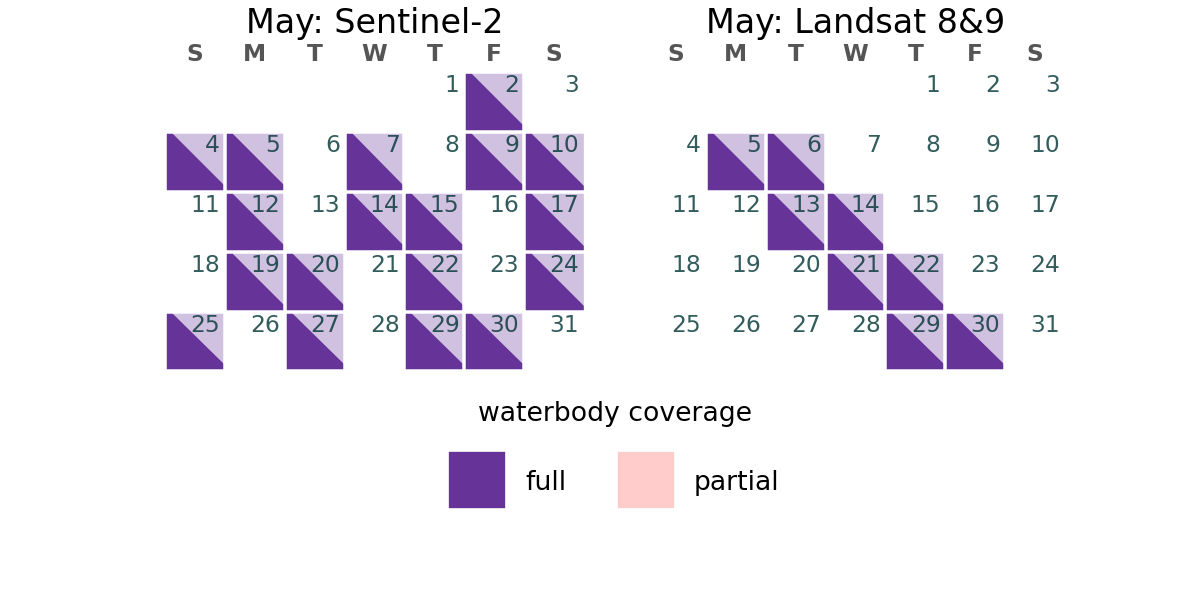 May: Sentinel-2
S M T W T F S
1 2 3
4 5 6 7 8 9 10
11 12 13 14 15 16 17
18 19 20 21 22 23 24
25 26 27 28 29 30 31
May: Landsat 8&9
S M T W T F S
1 2 3
4 5 6 7 8 9 10
11 12 13 14 15 16 17
18 19 20 21 22 23 24
25 26 27 28 29 30 31
waterbody coverage
full
partial